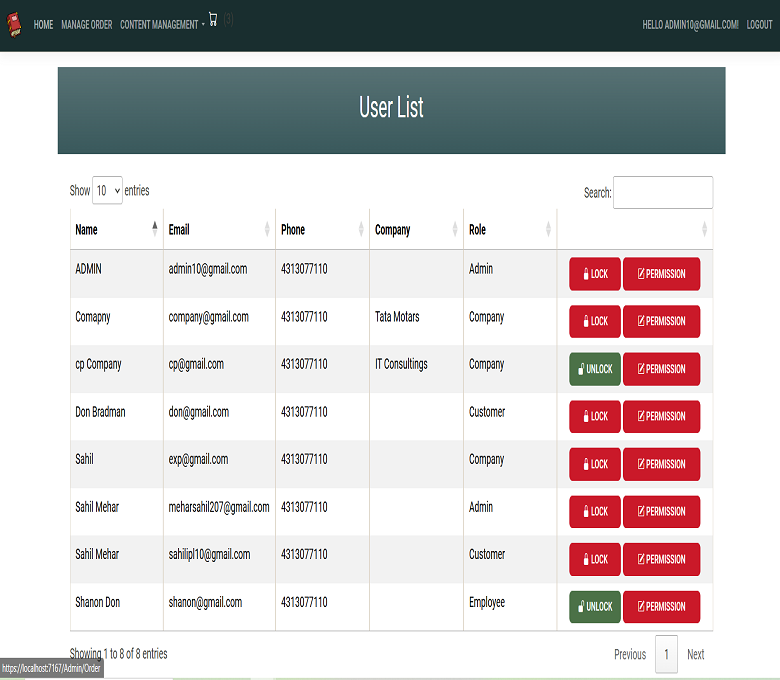 HOME MANAGE ORDER CONTENT MANAGEMENT (3) HELLO ADMIN10@GMAIL.COM! LOGOUT
User List
Show 10 entries Search:
Name Email Phone Company Role
ADMIN admin10@gmail.com 4313077110 Admin LOCK PERMISSION
Comapny company@gmail.com 4313077110 Tata Motars Company LOCK PERMISSION
cp Company cp@gmail.com 4313077110 IT Consultings Company UNLOCK PERMISSION
Don Bradman don@gmail.com 4313077110 Customer LOCK PERMISSION
Sahil exp@gmail.com 4313077110 Company LOCK PERMISSION
Sahil Mehar meharsahil207@gmail.com 4313077110 Admin LOCK PERMISSION
Sahil Mehar sahilipl10@gmail.com 4313077110 Customer LOCK PERMISSION
Shanon Don shanon@gmail.com 4313077110 Employee UNLOCK PERMISSION
Showing 1 to 8 of 8 entries Previous 1 Next
https://localhost:7167/Admin/Order